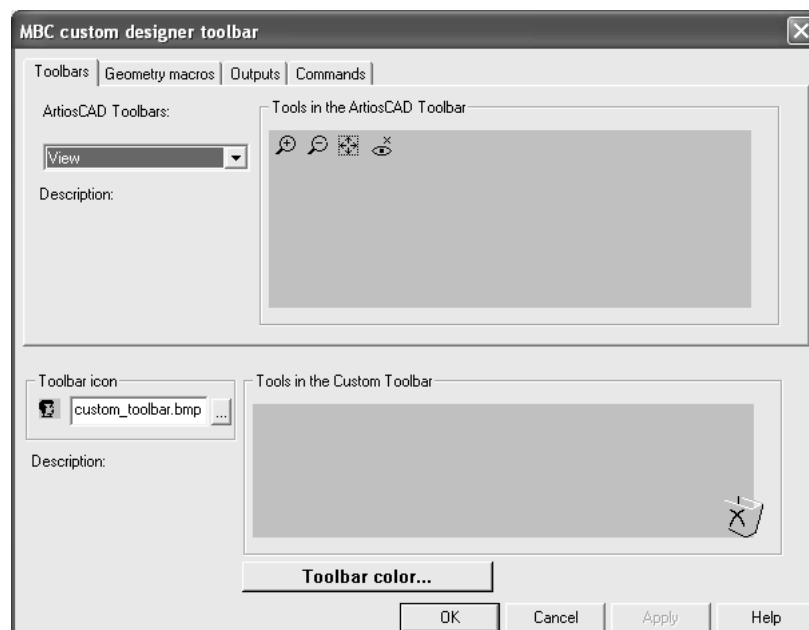 MBC custom designer toolbar
Toolbars
Geometry macros
Outputs
Commands
ArtiosCAD Toolbars:
Tools in the ArtiosCAD Toolbar
View
Description:
Toolbar icon
Tools in the Custom Toolbar
custom_toolbar.bmp
...
Description:
Toolbar color...
OK
Cancel
Apply
Help